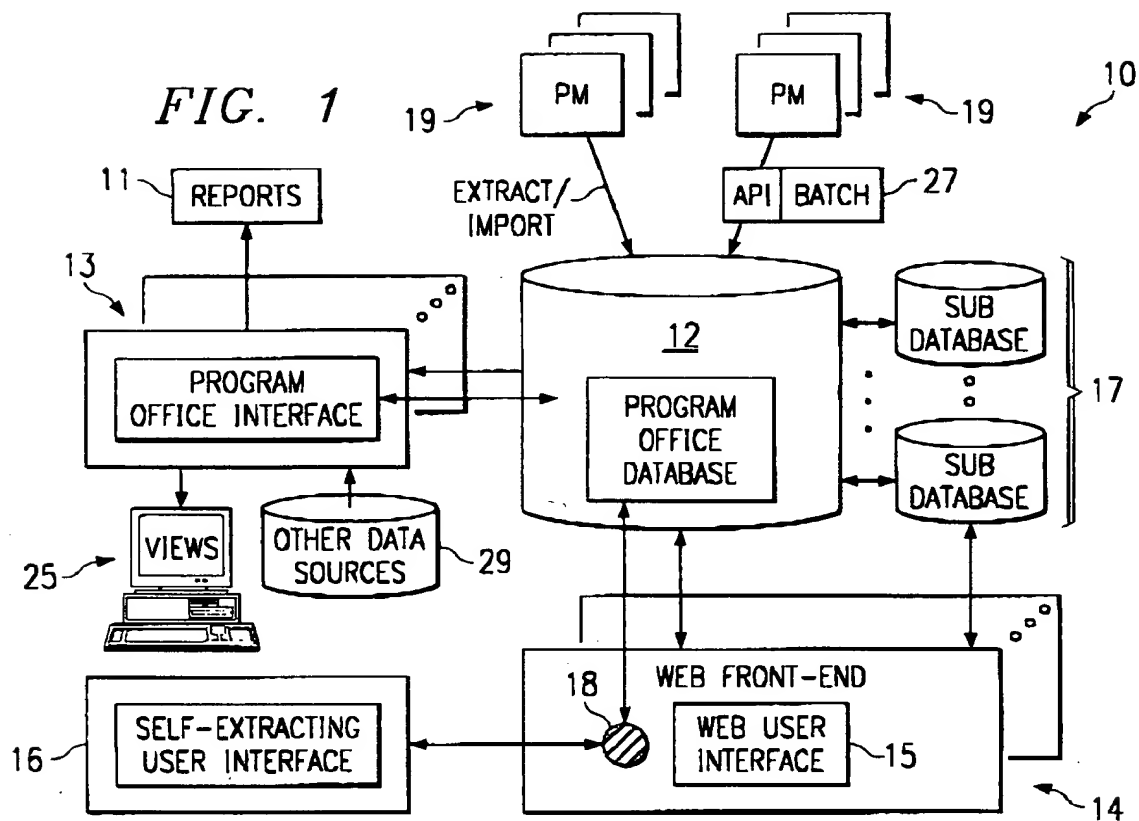 FIG. 1
10
19
PM
PM
19
11
REPORTS
EXTRACT/
IMPORT
API
BATCH
27
13
PROGRAM
OFFICE INTERFACE
12
PROGRAM
OFFICE
DATABASE
SUB
DATABASE
SUB
DATABASE
17
25
VIEWS
OTHER DATA
SOURCES
29
16
SELF-EXTRACTING
USER INTERFACE
WEB FRONT-END
18
WEB USER
INTERFACE
15
14